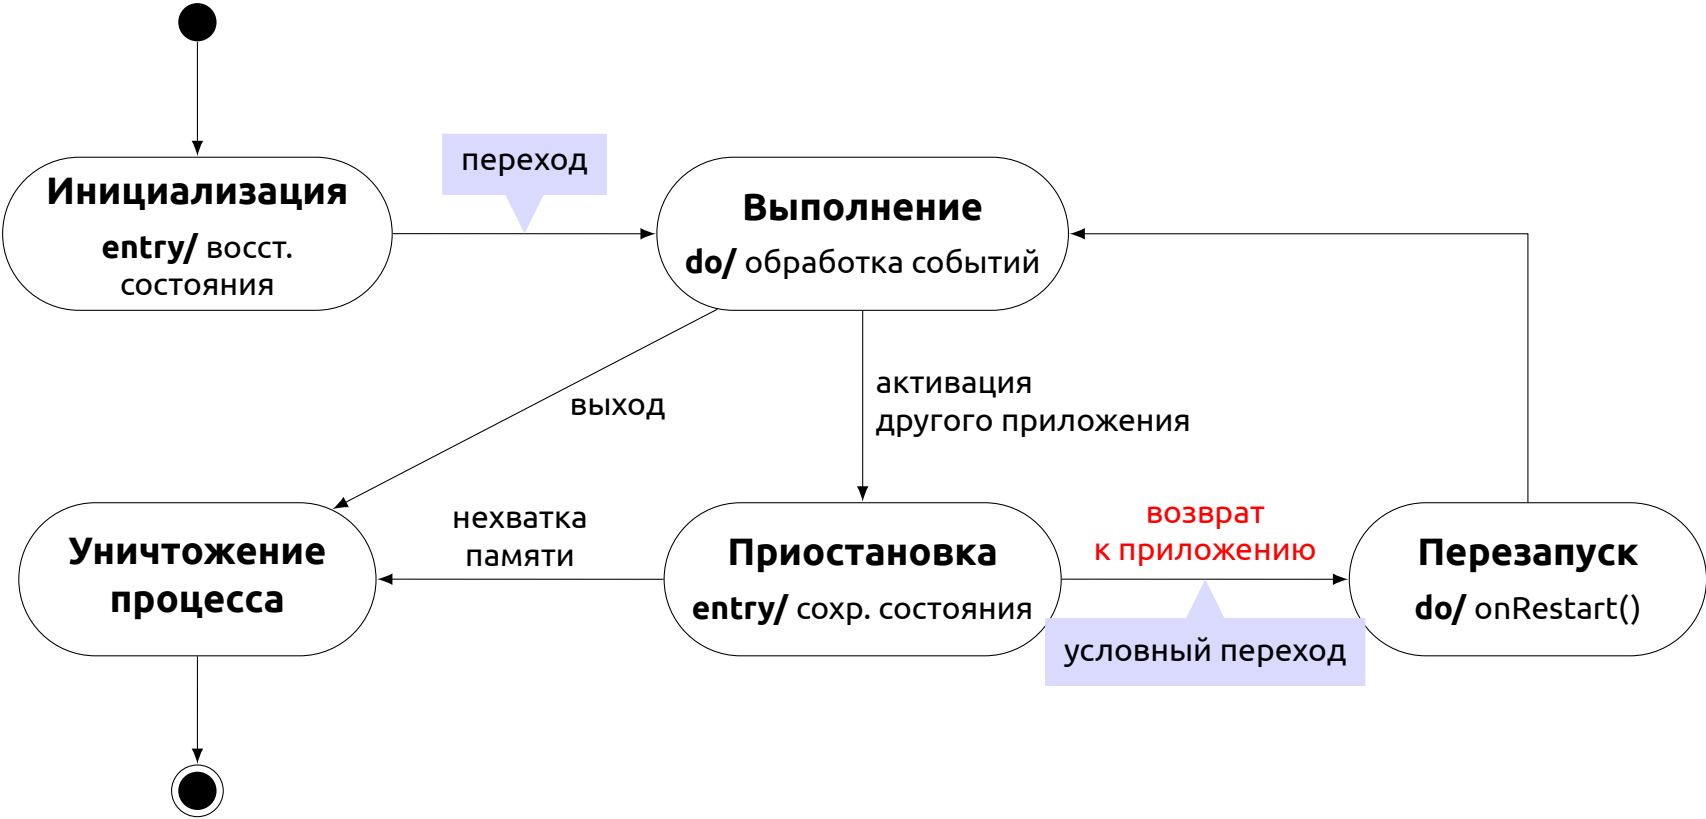 переход
Инициализация
entry/ восст.
состояния
Выполнение
do/ обработка событий
выход
активация
другого приложения
Уничтожение
процесса
нехватка
памяти
Приостановка
entry/ сохр. состояния
возврат
к приложению
условный переход
Перезапуск
do/ onRestart()